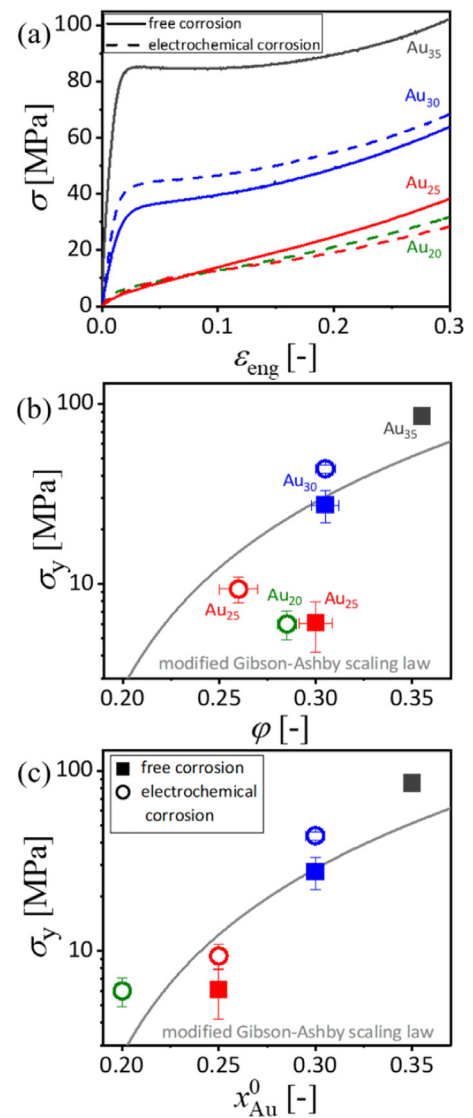 (a)
free corrosion
electrochemical corrosion
100
80
60
40
20
0
σ [MPa]
Au35
Au30
Au25
Au20
0.0
0.1
0.2
0.3
εeng [-]
(b)
100
10
σy [MPa]
Au35
Au30
Au25
Au20
Au25
modified Gibson-Ashby scaling law
0.20
0.25
0.30
0.35
φ [-]
(c)
free corrosion
electrochemical
corrosion
100
10
σy [MPa]
modified Gibson-Ashby scaling law
0.20
0.25
0.30
0.35
x⁰Au